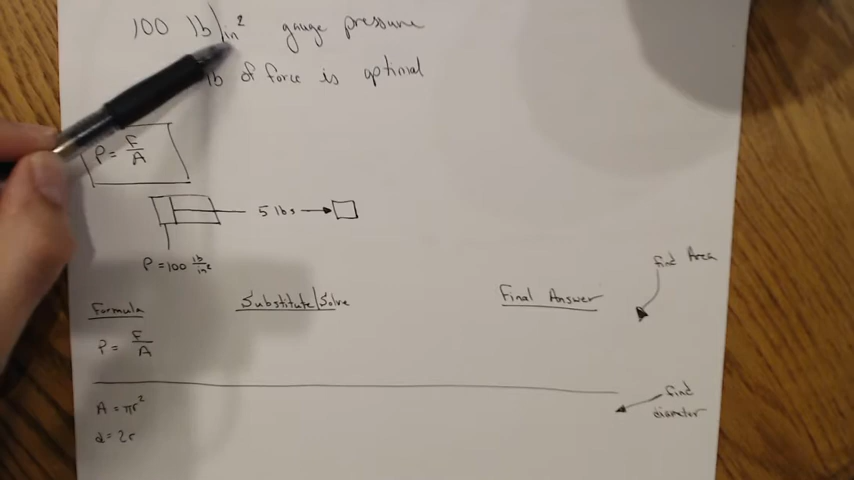 100 lb/in² gauge pressure
lb of force is optimal
P = F/A
5 lbs
P = 100 lb/in²
find Area
Formula Substitute/Solve Final Answer
P = F/A
find
diameter
A = πr²
d = 2r